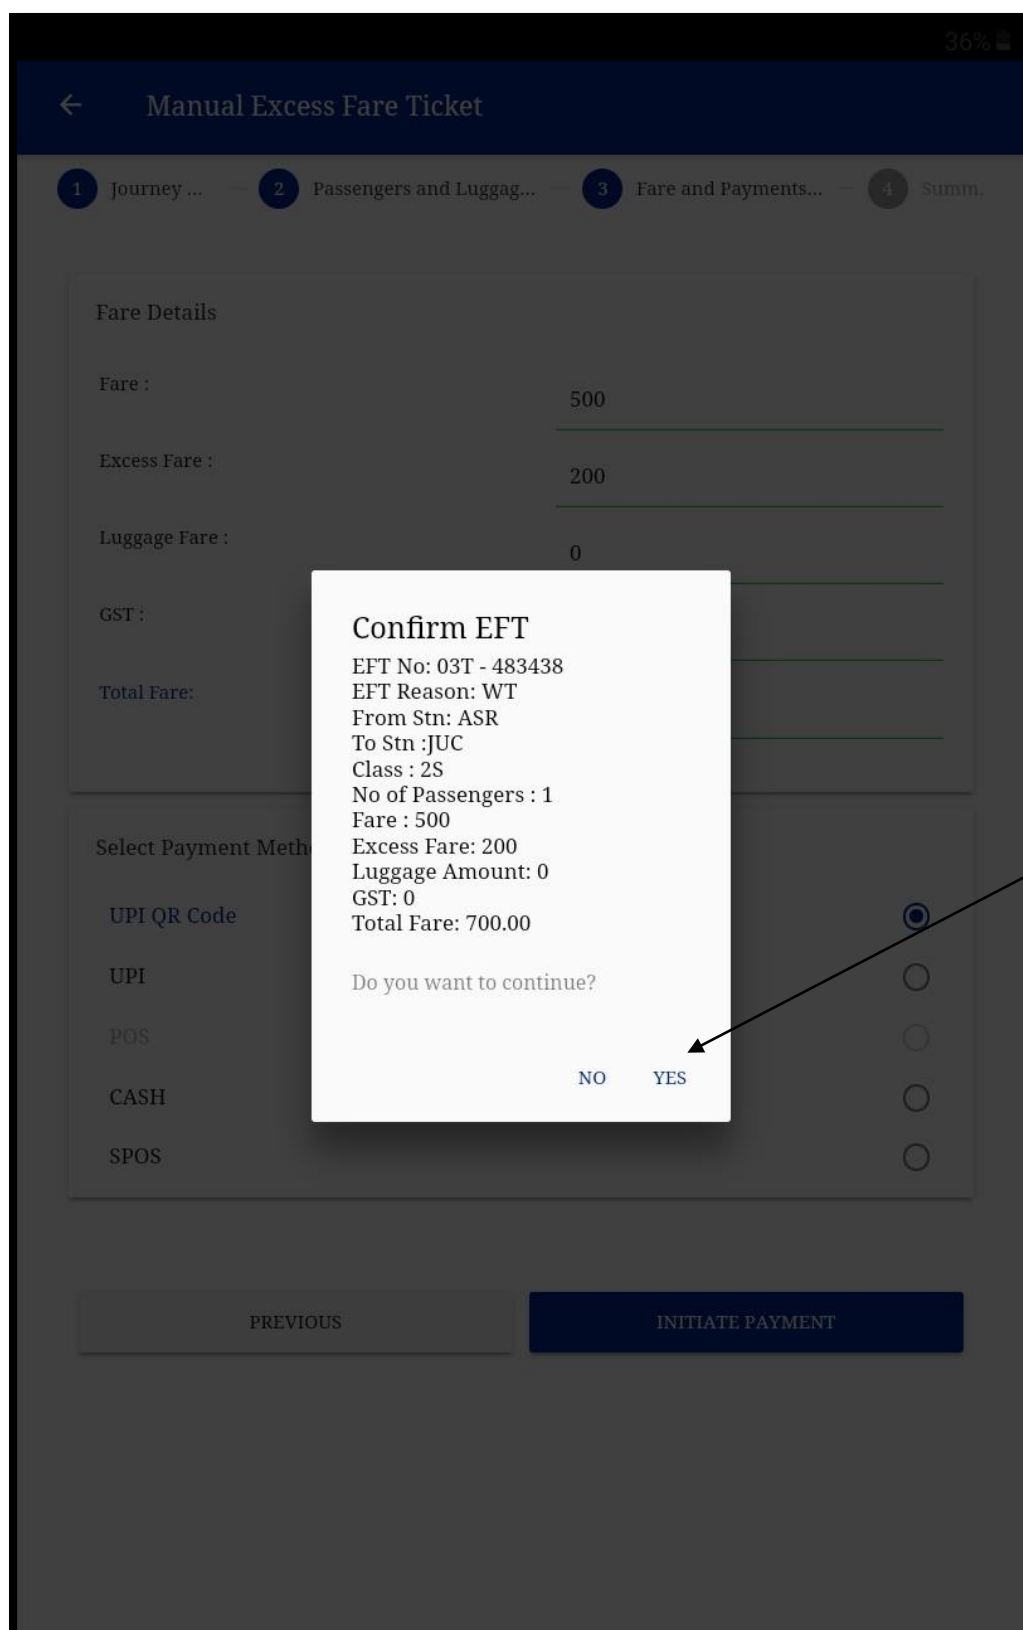 36%
Manual Excess Fare Ticket
1 Journey ... 2 Passengers and Luggag... 3 Fare and Payments... 4 Summ.
Fare Details
Fare :
500
Excess Fare :
200
Luggage Fare :
0
GST :
Total Fare:
Confirm EFT
EFT No: 03T - 483438
EFT Reason: WT
From Stn: ASR
To Stn :JUC
Class : 2S
No of Passengers : 1
Fare : 500
Excess Fare: 200
Luggage Amount: 0
GST: 0
Total Fare: 700.00
Do you want to continue?
NO YES
Select Payment Meth
UPI QR Code
UPI
POS
CASH
SPOS
PREVIOUS INITIATE PAYMENT